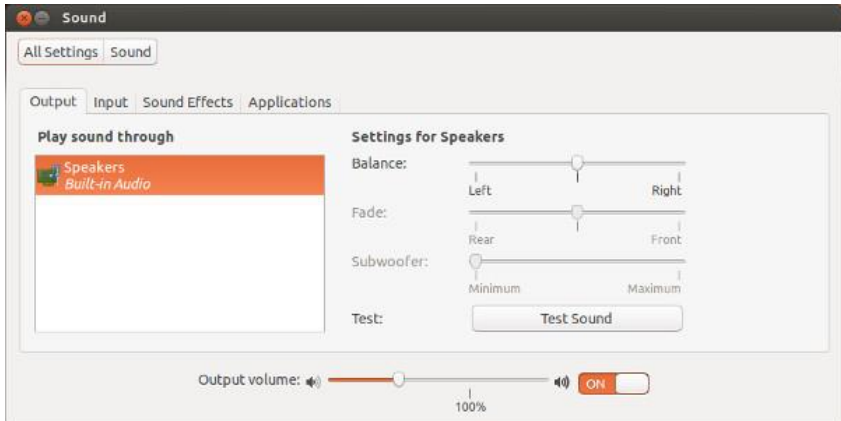 Sound
All Settings Sound
Output Input Sound Effects Applications
Play sound through
Speakers
Built-in Audio
Settings for Speakers
Balance:
Left Right
Fade:
Rear Front
Subwoofer:
Minimum Maximum
Test: Test Sound
Output volume: ON
100%